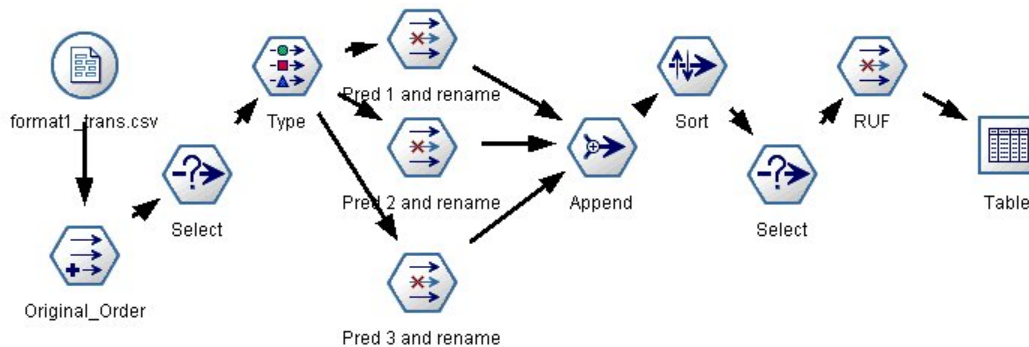 format1_trans.csv
Original_Order
Select
Type
Pred 1 and rename
Pred 2 and rename
Pred 3 and rename
Append
Sort
Select
RUF
Table